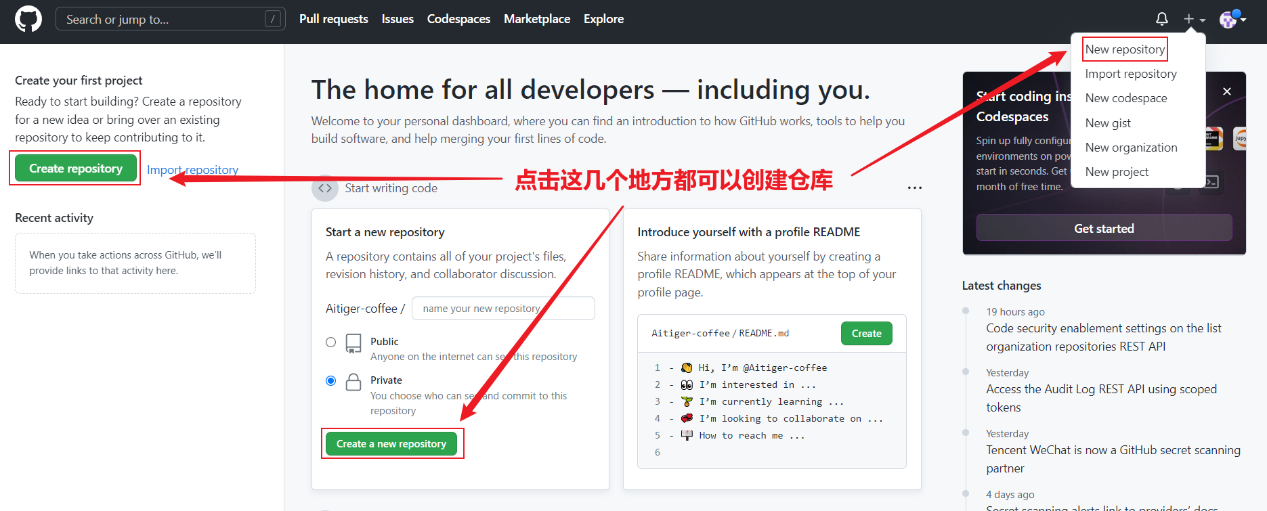 Search or jump to...
/
Pull requests
Issues
Codespaces
Marketplace
Explore
New repository
Import repository
New codespace
New gist
New organization
New project
Create your first project
Ready to start building? Create a repository
for a new idea or bring over an existing
repository to keep contributing to it.
Create repository
Import repository
Recent activity
When you take actions across GitHub, we'll
provide links to that activity here.
The home for all developers — including you.
Welcome to your personal dashboard, where you can find an introduction to how GitHub works, tools to help you
build software, and help merging your first lines of code.
点击这几个地方都可以创建仓库
<> Start writing code
...
Start a new repository
A repository contains all of your project's files,
revision history, and collaborator discussion.
Aitiger-coffee /
name your new repository
Public
Anyone on the internet can see this repository
Private
You choose who can see and commit to this
repository
Create a new repository
Introduce yourself with a profile README
Share information about yourself by creating a
profile README, which appears at the top of your
profile page.
Aitiger-coffee / README.md
Create
1 - 👋 Hi, I'm @Aitiger-coffee
2 - 👀 I'm interested in ...
3 - 🌱 I'm currently learning ...
4 - 💞️ I'm looking to collaborate on ...
5 - 📫 How to reach me ...
6
Start coding ins
Codespaces
Spin up fully configu
environments on pow
start in seconds. Get
month of free time.
Get started
Latest changes
19 hours ago
Code security enablement settings on the list
organization repositories REST API
Yesterday
Access the Audit Log REST API using scoped
tokens
Yesterday
Tencent WeChat is now a GitHub secret scanning
partner
4 days ago
Secret scanning alerts link to providers' docs